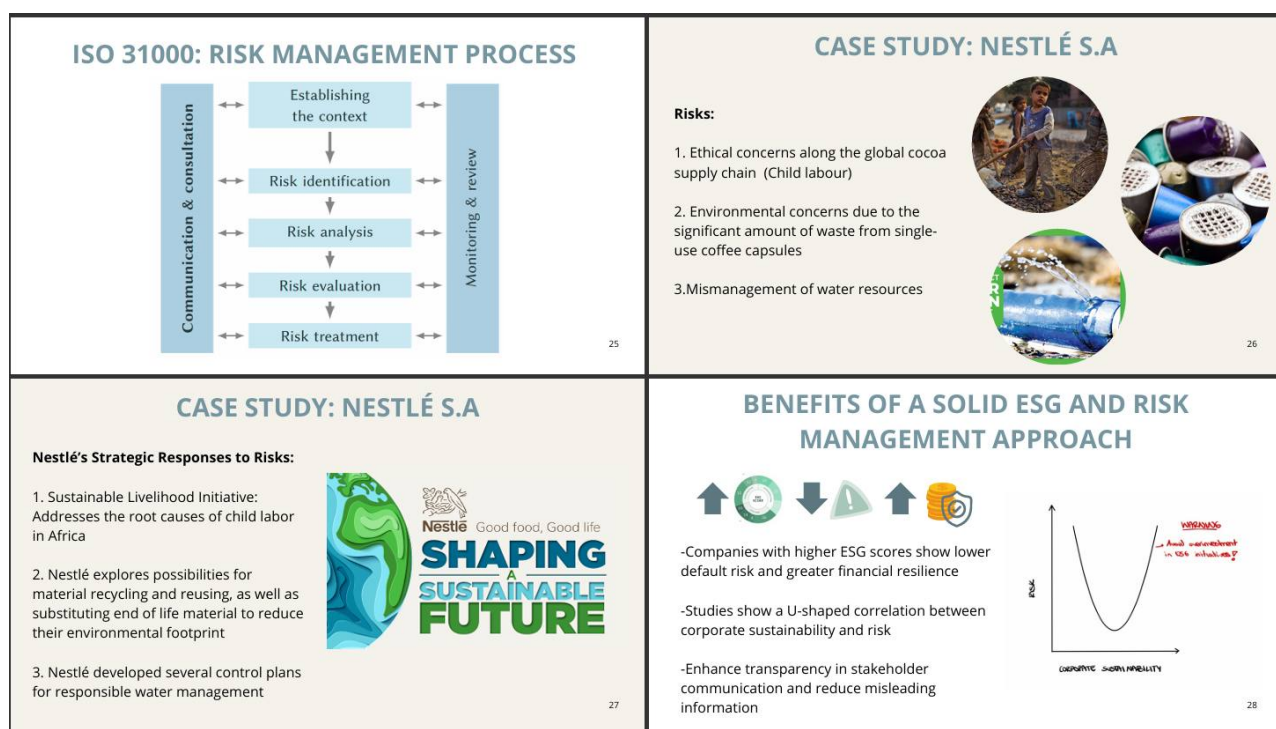 ISO 31000: RISK MANAGEMENT PROCESS
Communication & consultation
Establishing
the context
Risk identification
Risk analysis
Risk evaluation
Risk treatment
Monitoring & review
25
CASE STUDY: NESTLÉ S.A
Risks:
1. Ethical concerns along the global cocoa
supply chain (Child labour)
2. Environmental concerns due to the
significant amount of waste from single-
use coffee capsules
3.Mismanagement of water resources
26
CASE STUDY: NESTLÉ S.A
Nestlé's Strategic Responses to Risks:
1. Sustainable Livelihood Initiative:
Addresses the root causes of child labor
in Africa
2. Nestlé explores possibilities for
material recycling and reusing, as well as
substituting end of life material to reduce
their environmental footprint
3. Nestlé developed several control plans
for responsible water management
Nestlé Good food, Good life
SHAPING
A
SUSTAINABLE
FUTURE
27
BENEFITS OF A SOLID ESG AND RISK
MANAGEMENT APPROACH
-Companies with higher ESG scores show lower
default risk and greater financial resilience
-Studies show a U-shaped correlation between
corporate sustainability and risk
-Enhance transparency in stakeholder
communication and reduce misleading
information
RISK
WARNING
Avoid overinvestment
in ESG initiatives!
CORPORATE SUSTAINABILITY
28